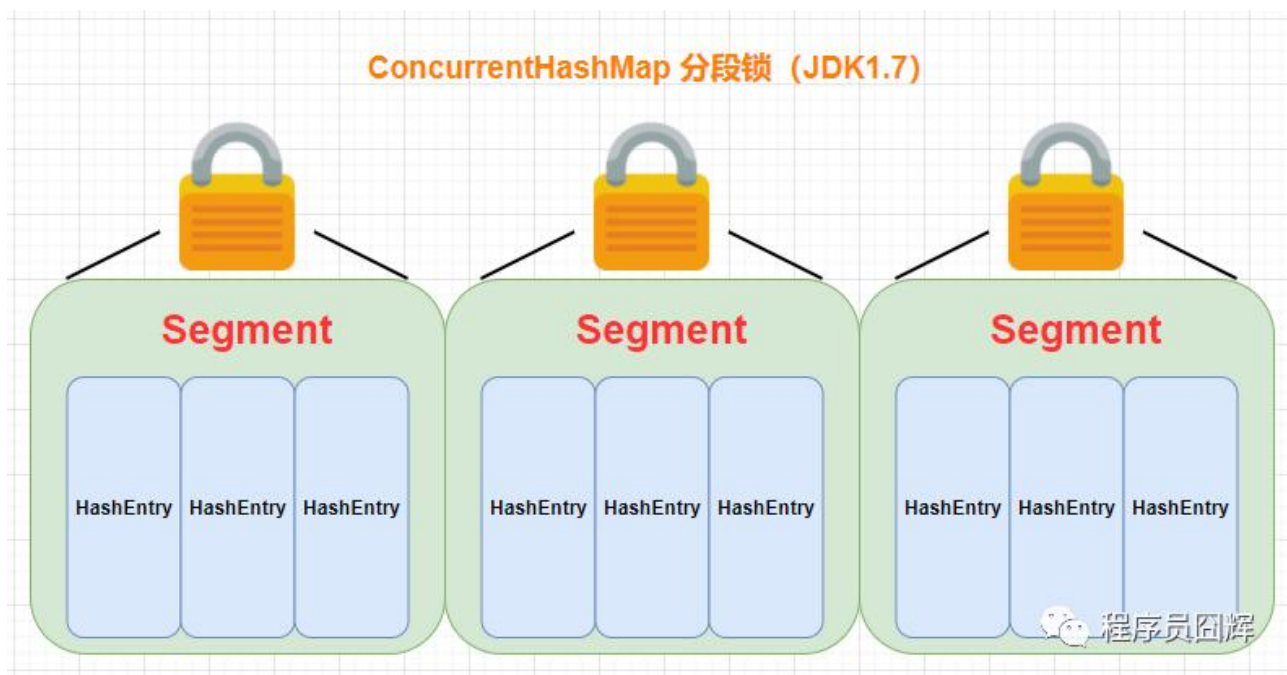 ConcurrentHashMap 分段锁（JDK1.7）
Segment Segment Segment
HashEntry HashEntry HashEntry HashEntry HashEntry HashEntry HashEntry HashEntry HashEntry
程序员囧辉